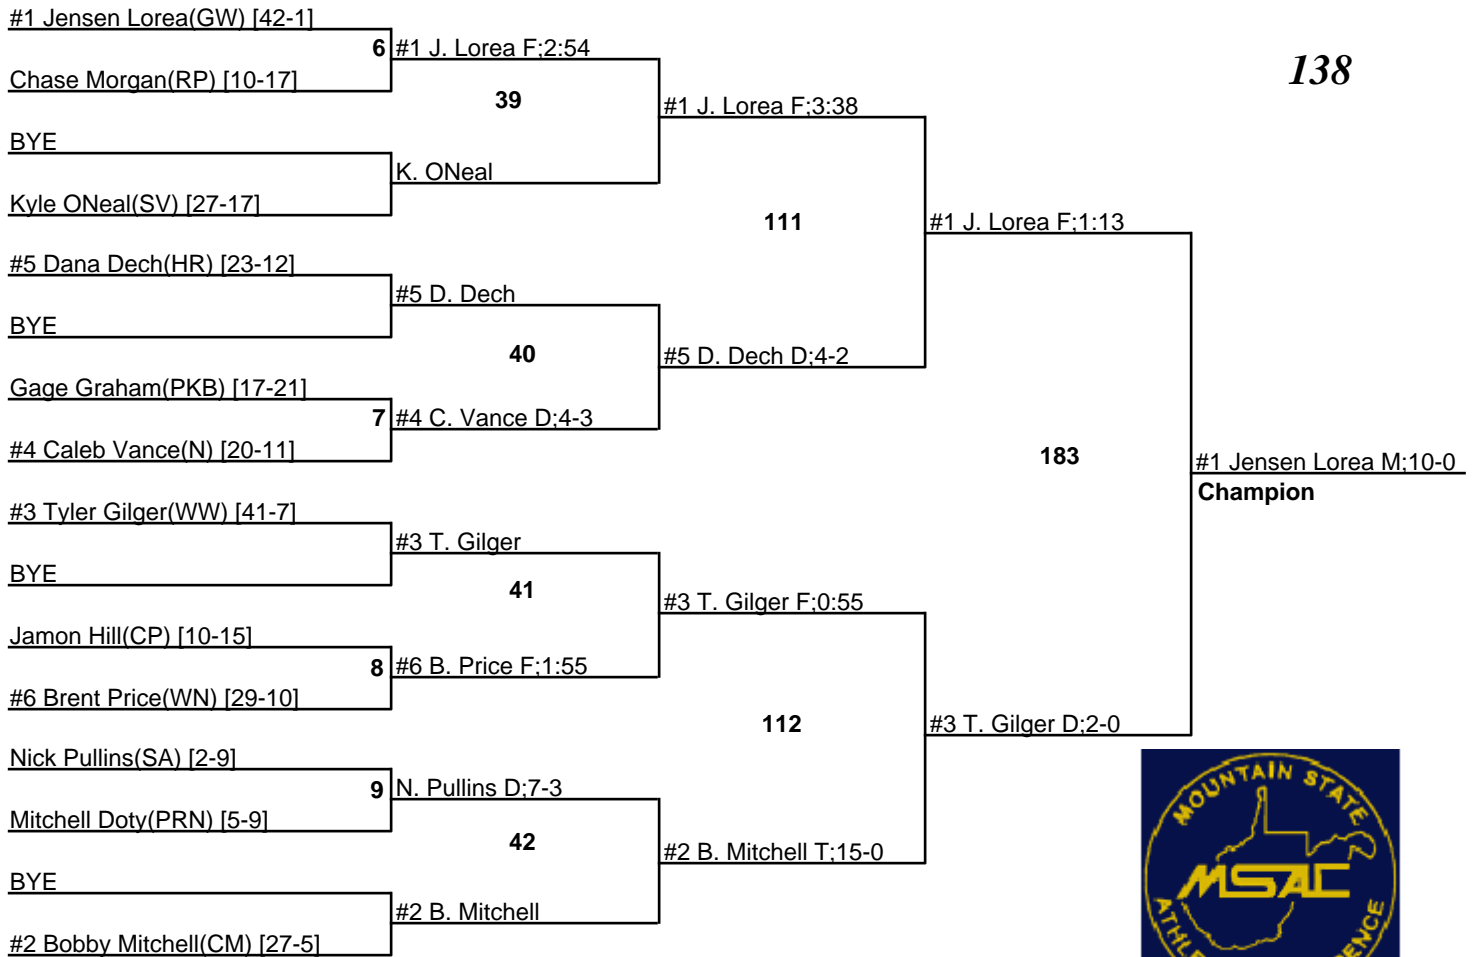 #1 Jensen Lorea(GW) [42-1]
6 #1 J. Lorea F;2:54
138
Chase Morgan(RP) [10-17]
39
#1 J. Lorea F;3:38
BYE
K. ONeal
Kyle ONeal(SV) [27-17]
111
#1 J. Lorea F;1:13
#5 Dana Dech(HR) [23-12]
#5 D. Dech
BYE
40
#5 D. Dech D;4-2
Gage Graham(PKB) [17-21]
7 #4 C. Vance D;4-3
#4 Caleb Vance(N) [20-11]
183
#1 Jensen Lorea M;10-0
Champion
#3 Tyler Gilger(WW) [41-7]
#3 T. Gilger
BYE
41
#3 T. Gilger F;0:55
Jamon Hill(CP) [10-15]
8 #6 B. Price F;1:55
#6 Brent Price(WN) [29-10]
112
#3 T. Gilger D;2-0
Nick Pullins(SA) [2-9]
9 N. Pullins D;7-3
Mitchell Doty(PRN) [5-9]
42
#2 B. Mitchell T;15-0
BYE
#2 B. Mitchell
#2 Bobby Mitchell(CM) [27-5]
MOUNTAIN STATE
MSAC